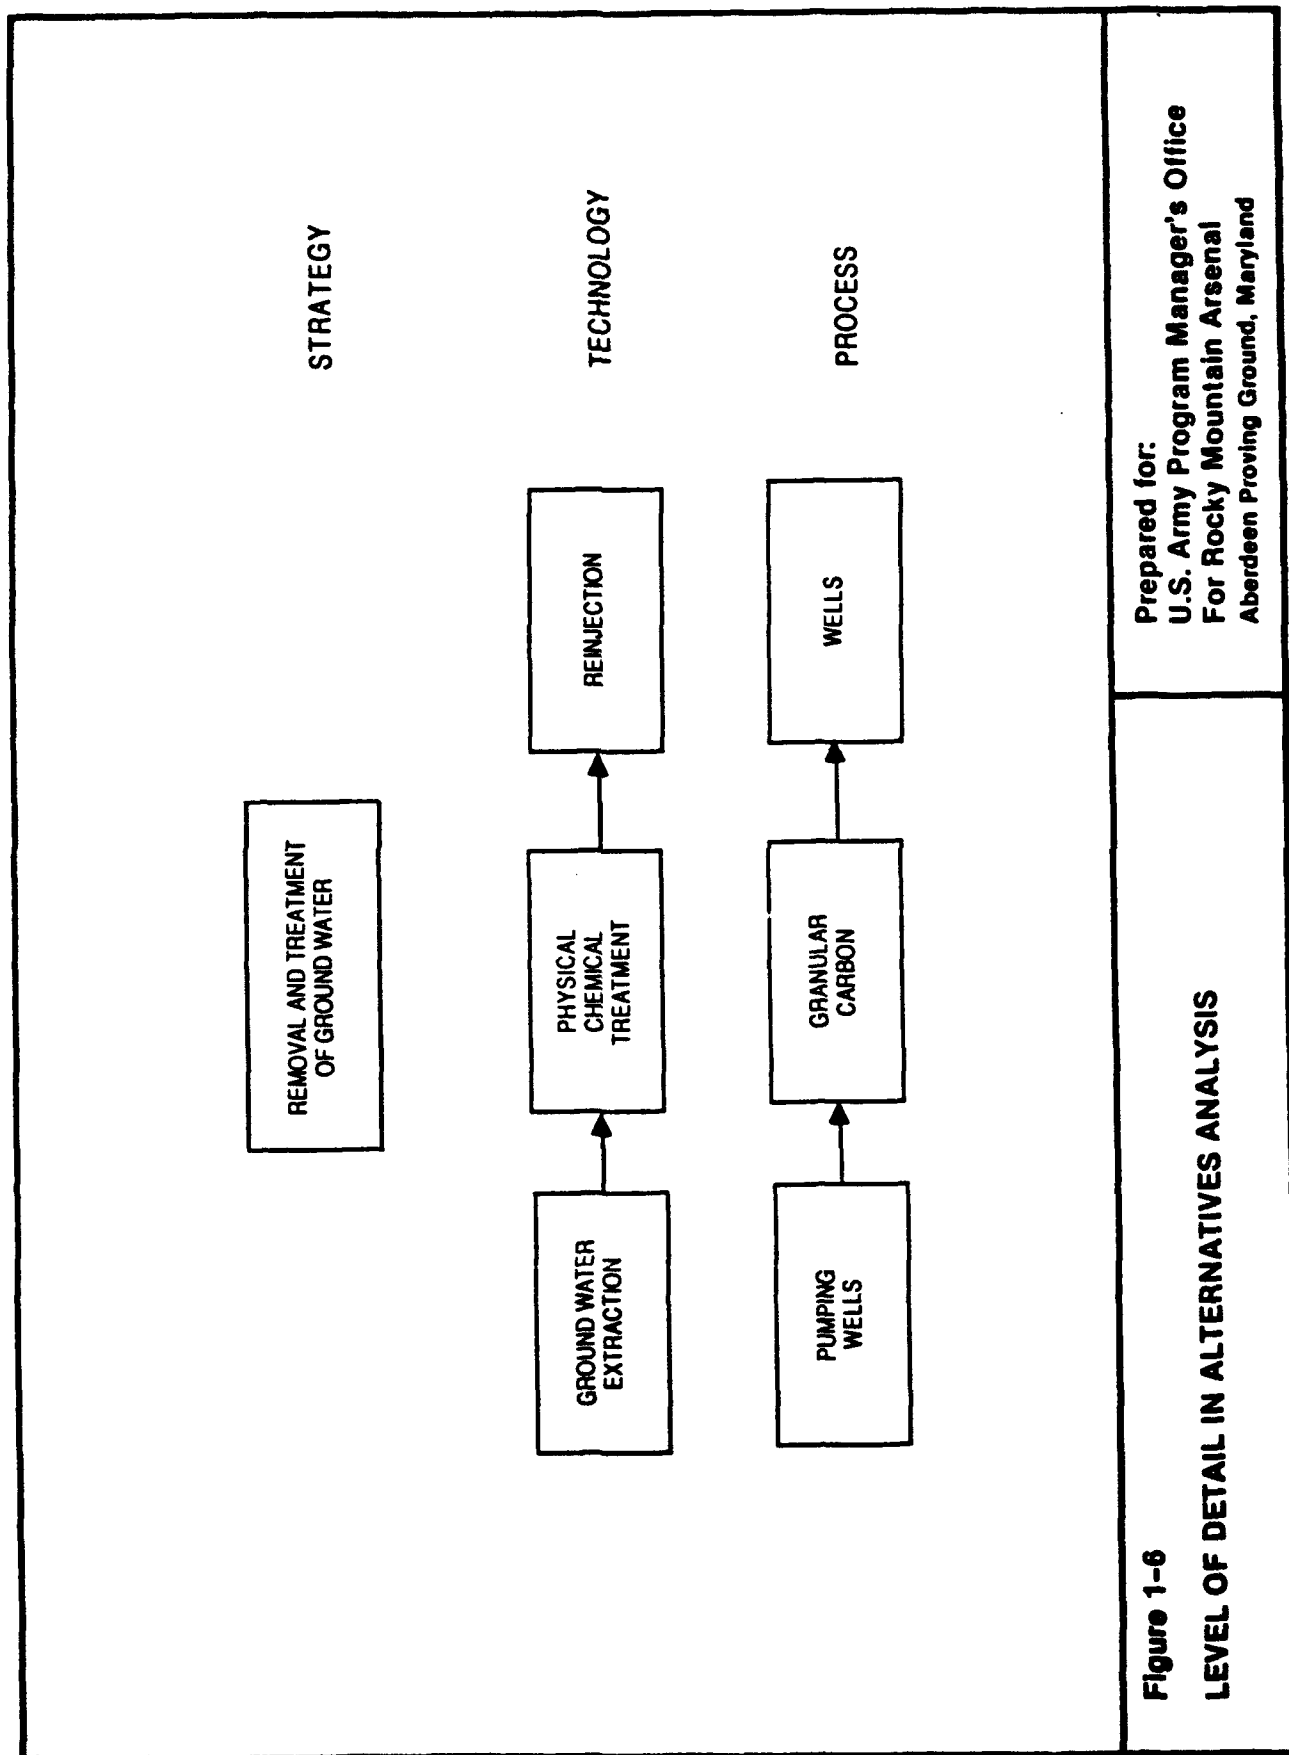 REMOVAL AND TREATMENT
OF GROUND WATER
STRATEGY
GROUND WATER
EXTRACTION
PHYSICAL
CHEMICAL
TREATMENT
REINJECTION
TECHNOLOGY
PUMPING
WELLS
GRANULAR
CARBON
WELLS
PROCESS
Figure 1-6
LEVEL OF DETAIL IN ALTERNATIVES ANALYSIS
Prepared for:
U.S. Army Program Manager's Office
For Rocky Mountain Arsenal
Aberdeen Proving Ground, Maryland